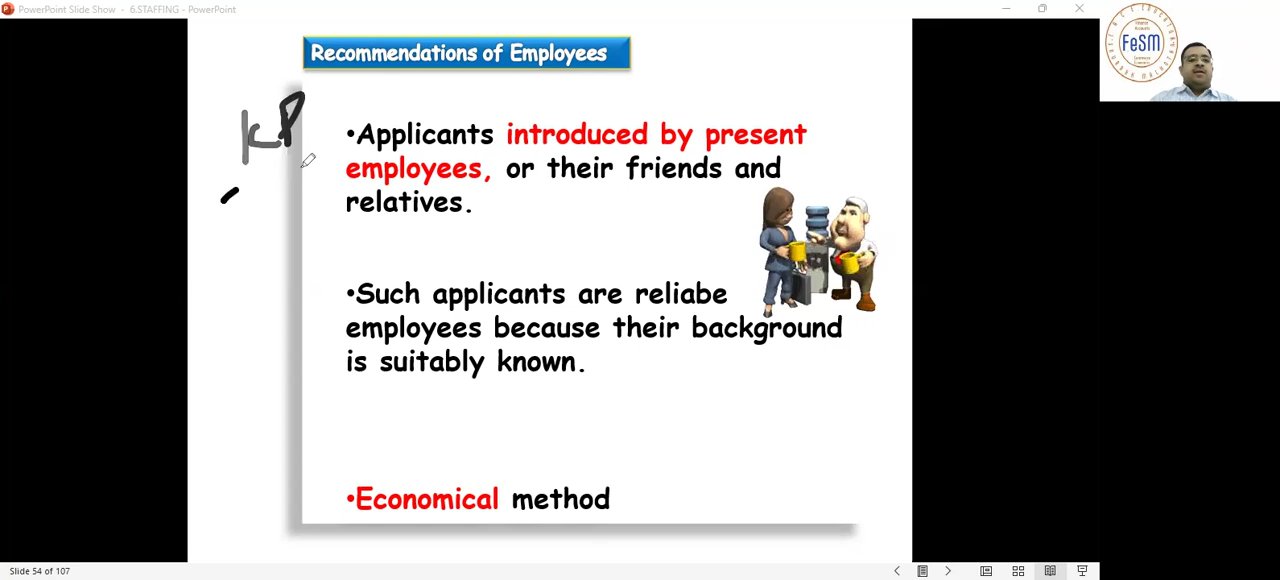 PowerPoint Slide Show - 6.STAFFING - PowerPoint
Recommendations of Employees
•Applicants introduced by present
employees, or their friends and
relatives.
•Such applicants are reliabe
employees because their background
is suitably known.
•Economical method
FeSM
Slide 54 of 107